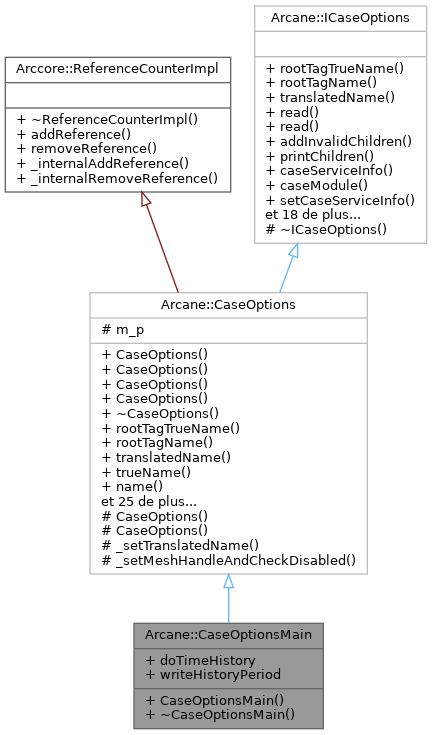 Arcane::ICaseOptions
+ rootTagTrueName()
+ rootTagName()
+ translatedName()
+ read()
+ read()
+ addInvalidChildren()
+ printChildren()
+ caseServiceInfo()
+ caseModule()
+ setCaseServiceInfo()
et 18 de plus...
# ~ICaseOptions()
Arccore::ReferenceCounterImpl
+ ~ReferenceCounterImpl()
+ addReference()
+ removeReference()
+ _internalAddReference()
+ _internalRemoveReference()
Arcane::CaseOptions
# m_p
+ CaseOptions()
+ CaseOptions()
+ CaseOptions()
+ CaseOptions()
+ ~CaseOptions()
+ rootTagTrueName()
+ rootTagName()
+ translatedName()
+ trueName()
+ name()
et 25 de plus...
# CaseOptions()
# CaseOptions()
# _setTranslatedName()
# _setMeshHandleAndCheckDisabled()
Arcane::CaseOptionsMain
+ doTimeHistory
+ writeHistoryPeriod
+ CaseOptionsMain()
+ ~CaseOptionsMain()